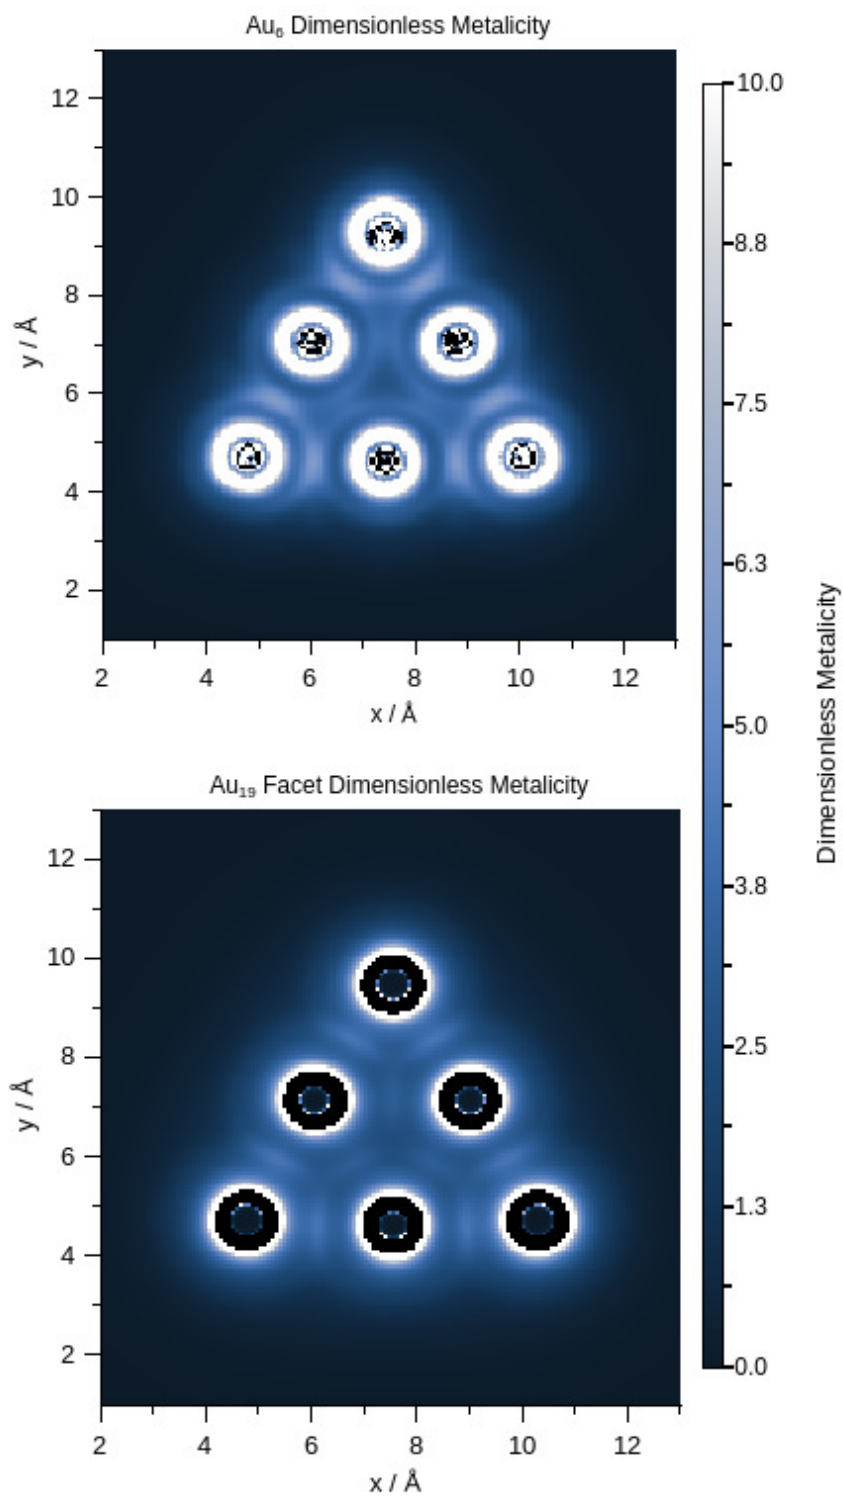 Au₆ Dimensionless Metalicity
12
10
8
6
4
2
y / Å
2 4 6 8 10 12
x / Å
10.0
8.8
7.5
6.3
5.0
3.8
2.5
1.3
0.0
Dimensionless Metalicity
Au₁₉ Facet Dimensionless Metalicity
12
10
8
6
4
2
y / Å
2 4 6 8 10 12
x / Å